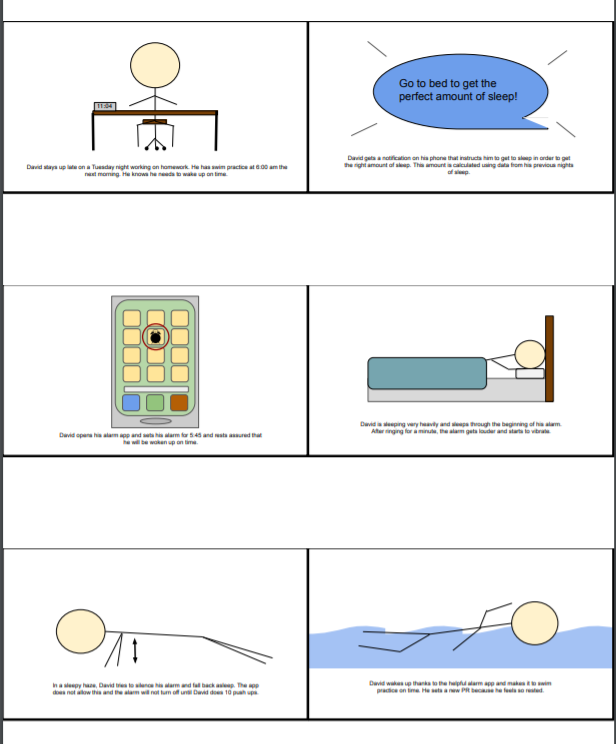 11:04
David stays up late on a Tuesday night working on homework. He has swim practice at 6:00 am the
next morning. He knows he needs to wake up on time.
Go to bed to get the
perfect amount of sleep!
David gets a notification on his phone that instructs him to get to sleep in order to get
the right amount of sleep. This amount is calculated using data from his previous nights
of sleep.
David opens his alarm app and sets his alarm for 5:45 and rests assured that
he will be woken up on time.
David is sleeping very heavily and sleeps through the beginning of his alarm.
After ringing for a minute, the alarm gets louder and starts to vibrate.
In a sleepy haze, David tries to silence his alarm and fall back asleep. The app
does not allow this and the alarm will not turn off until David does 10 push ups.
David wakes up thanks to the helpful alarm app and makes it to swim
practice on time. He sets a new PR because he feels so rested.